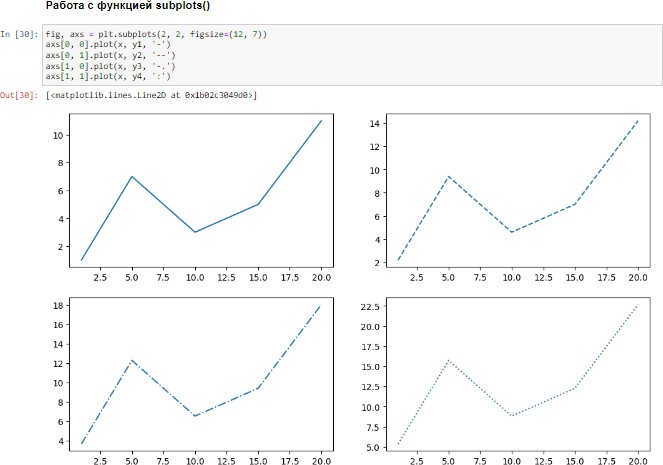 Работа с функцией subplots()
In [30]: fig, axs = plt.subplots(2, 2, figsize=(12, 7))
axs[0, 0].plot(x, y1, '-')
axs[0, 1].plot(x, y2, '--')
axs[1, 0].plot(x, y3, '-.')
axs[1, 1].plot(x, y4, ':')
Out[30]: [<matplotlib.lines.Line2D at 0x1b02c3049d0>]
10
8
6
4
2
2.5 5.0 7.5 10.0 12.5 15.0 17.5 20.0
14
12
10
8
6
4
2
2.5 5.0 7.5 10.0 12.5 15.0 17.5 20.0
18
16
14
12
10
8
6
4
2.5 5.0 7.5 10.0 12.5 15.0 17.5 20.0
22.5
20.0
17.5
15.0
12.5
10.0
7.5
5.0
2.5 5.0 7.5 10.0 12.5 15.0 17.5 20.0